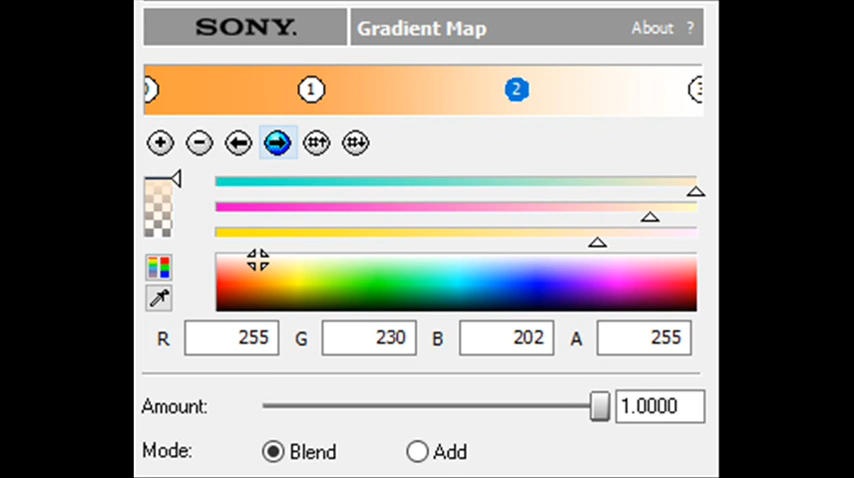 SONY. Gradient Map About ?
1 2
R 255 G 230 B 202 A 255
Amount: 1.0000
Mode: Blend Add